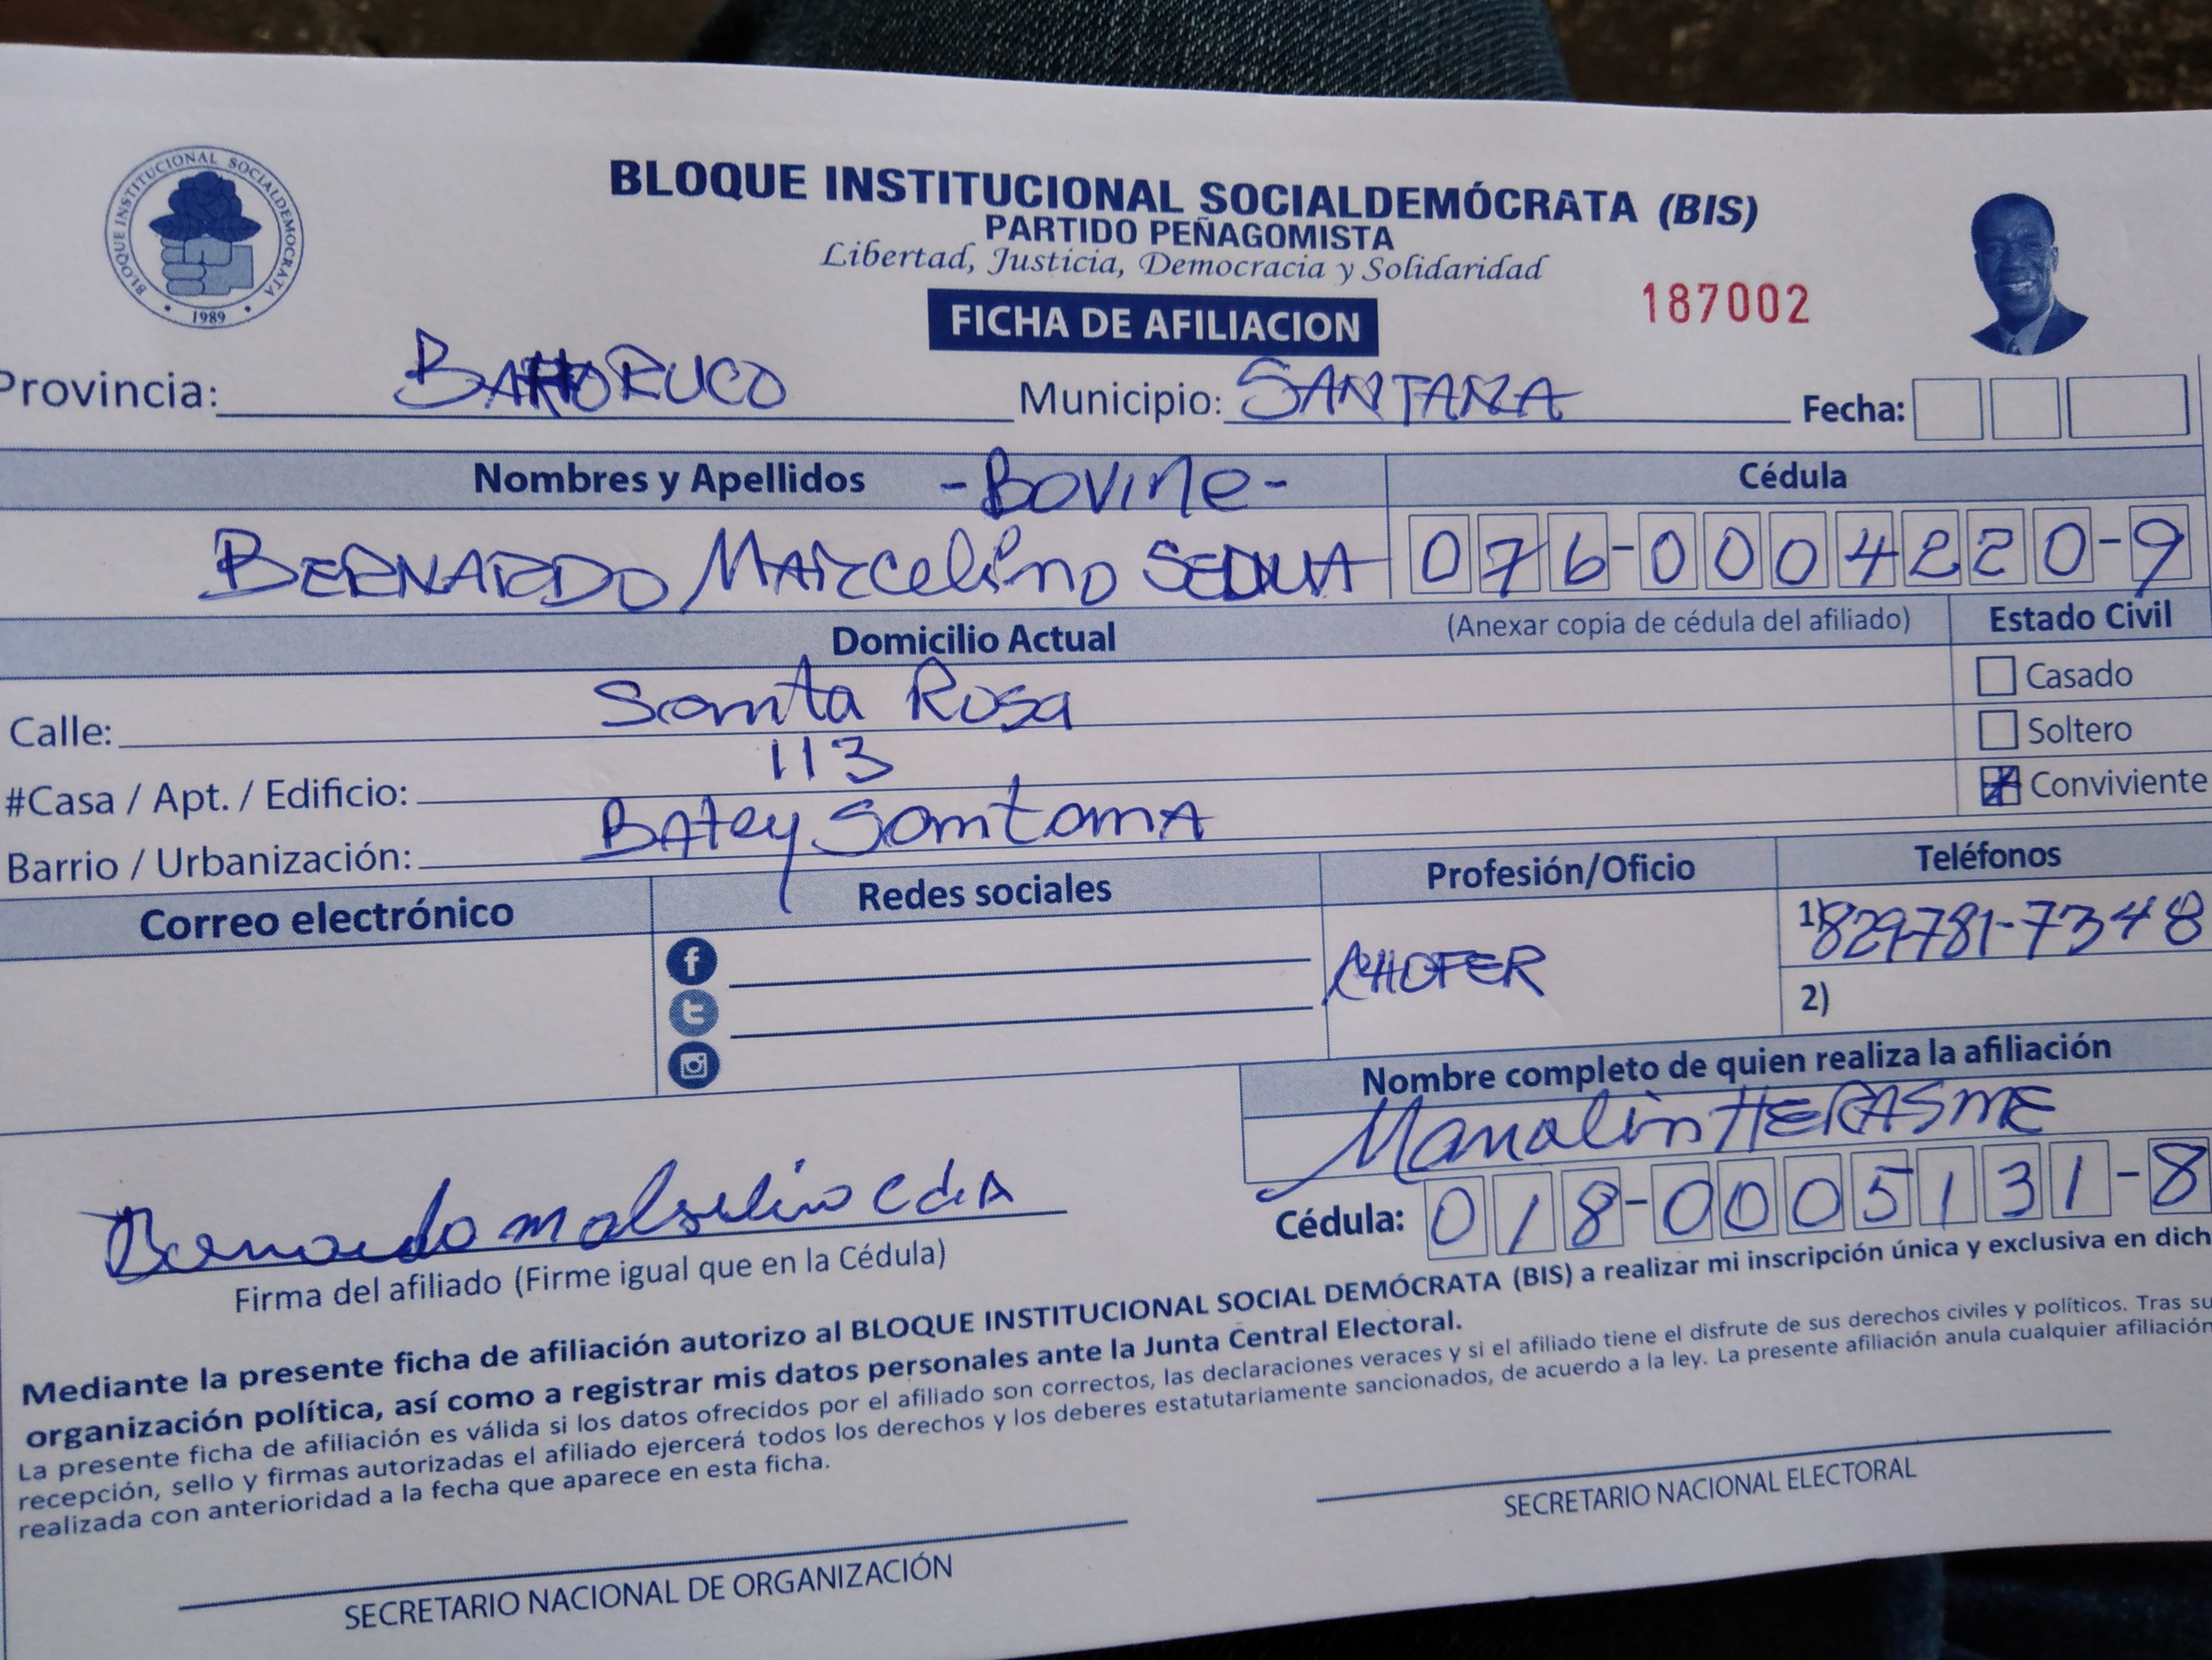 BLOQUE INSTITUCIONAL SOCIALDEMOCRATA
1989
BLOQUE INSTITUCIONAL SOCIALDEMÓCRATA (BIS)
PARTIDO PEÑAGOMISTA
Libertad, Justicia, Democracia y Solidaridad
FICHA DE AFILIACION
187002
Provincia: BAHORUCO Municipio: SANTANA Fecha:
Nombres y Apellidos -Bovine- Cédula
BERNARDO MARcelino 076-0004220-9
Domicilio Actual (Anexar copia de cédula del afiliado) Estado Civil
Calle: Santa Rosa Casado
Soltero
#Casa / Apt. / Edificio: 113 Conviviente
Barrio / Urbanización: BAtey SantanA
Correo electrónico Redes sociales Profesión/Oficio Teléfonos
1) 829781-7348
CHOFER
2)
Nombre completo de quien realiza la afiliación
Manolin HERASME
Cédula: 018-0005131-8
Bernardo
Firma del afiliado (Firme igual que en la Cédula)
Mediante la presente ficha de afiliación autorizo al BLOQUE INSTITUCIONAL SOCIAL DEMÓCRATA (BIS) a realizar mi inscripción única y exclusiva en dich
organización política, así como a registrar mis datos personales ante la Junta Central Electoral.
La presente ficha de afiliación es válida si los datos ofrecidos por el afiliado son correctos, las declaraciones veraces y si el afiliado tiene el disfrute de sus derechos civiles y políticos. Tras su
recepción, sello y firmas autorizadas el afiliado ejercerá todos los derechos y los deberes estatutariamente sancionados, de acuerdo a la ley. La presente afiliación anula cualquier afiliación
realizada con anterioridad a la fecha que aparece en esta ficha.
SECRETARIO NACIONAL ELECTORAL
SECRETARIO NACIONAL DE ORGANIZACIÓN